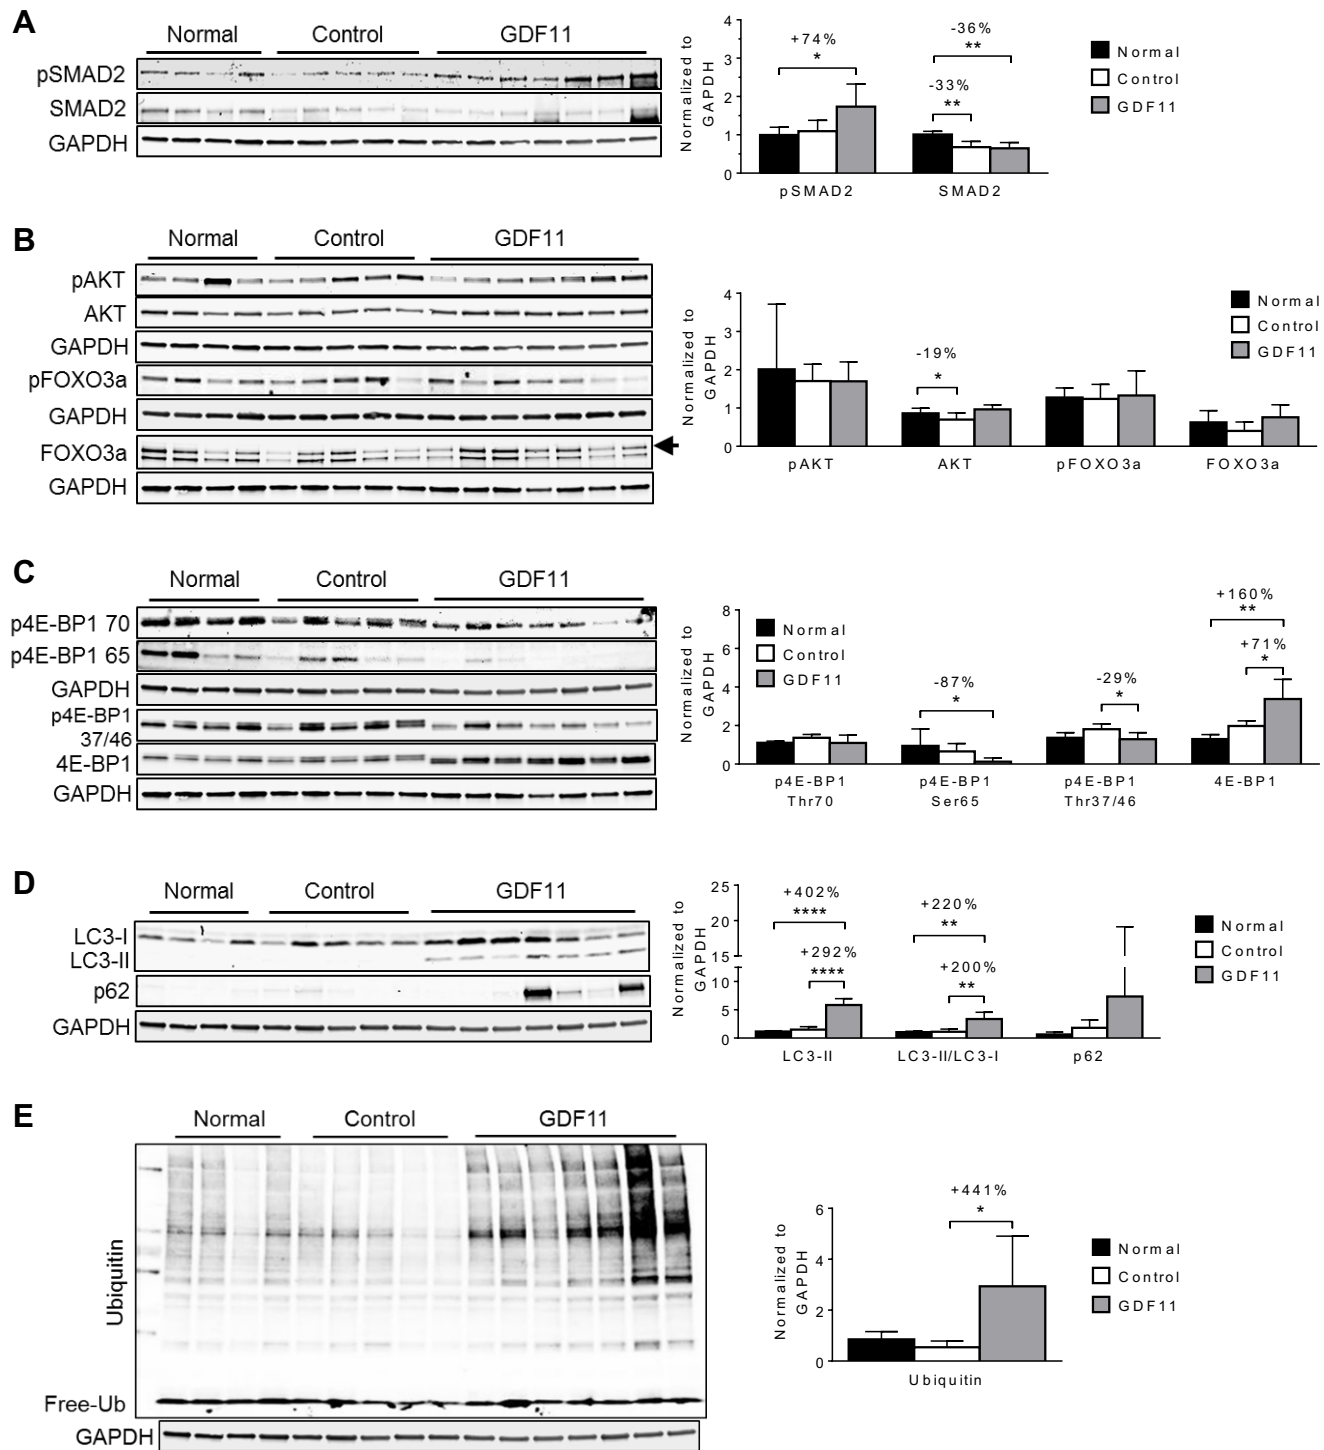 A
Normal
Control
GDF11
pSMAD2
SMAD2
GAPDH
Normalized to
GAPDH
4
3
2
1
0
+74%
*
-36%
**
-33%
**
pSMAD2
SMAD2
Normal
Control
GDF11
B
Normal
Control
GDF11
pAKT
AKT
GAPDH
pFOXO3a
GAPDH
FOXO3a
GAPDH
Normalized to
GAPDH
4
3
2
1
0
-19%
*
pAKT
AKT
pFOXO3a
FOXO3a
Normal
Control
GDF11
C
Normal
Control
GDF11
p4E-BP1 70
p4E-BP1 65
GAPDH
p4E-BP1
37/46
4E-BP1
GAPDH
Normalized to
GAPDH
8
6
4
2
0
Normal
Control
GDF11
-87%
*
-29%
*
+160%
**
+71%
*
p4E-BP1
Thr70
p4E-BP1
Ser65
p4E-BP1
Thr37/46
4E-BP1
D
Normal
Control
GDF11
LC3-I
LC3-II
p62
GAPDH
Normalized to
GAPDH
25
20
15
10
5
0
+402%
****
+292%
****
+220%
**
+200%
**
LC3-II
LC3-II/LC3-I
p62
Normal
Control
GDF11
E
Normal
Control
GDF11
Ubiquitin
Free-Ub
GAPDH
Normalized to
GAPDH
6
4
2
0
+441%
*
Ubiquitin
Normal
Control
GDF11